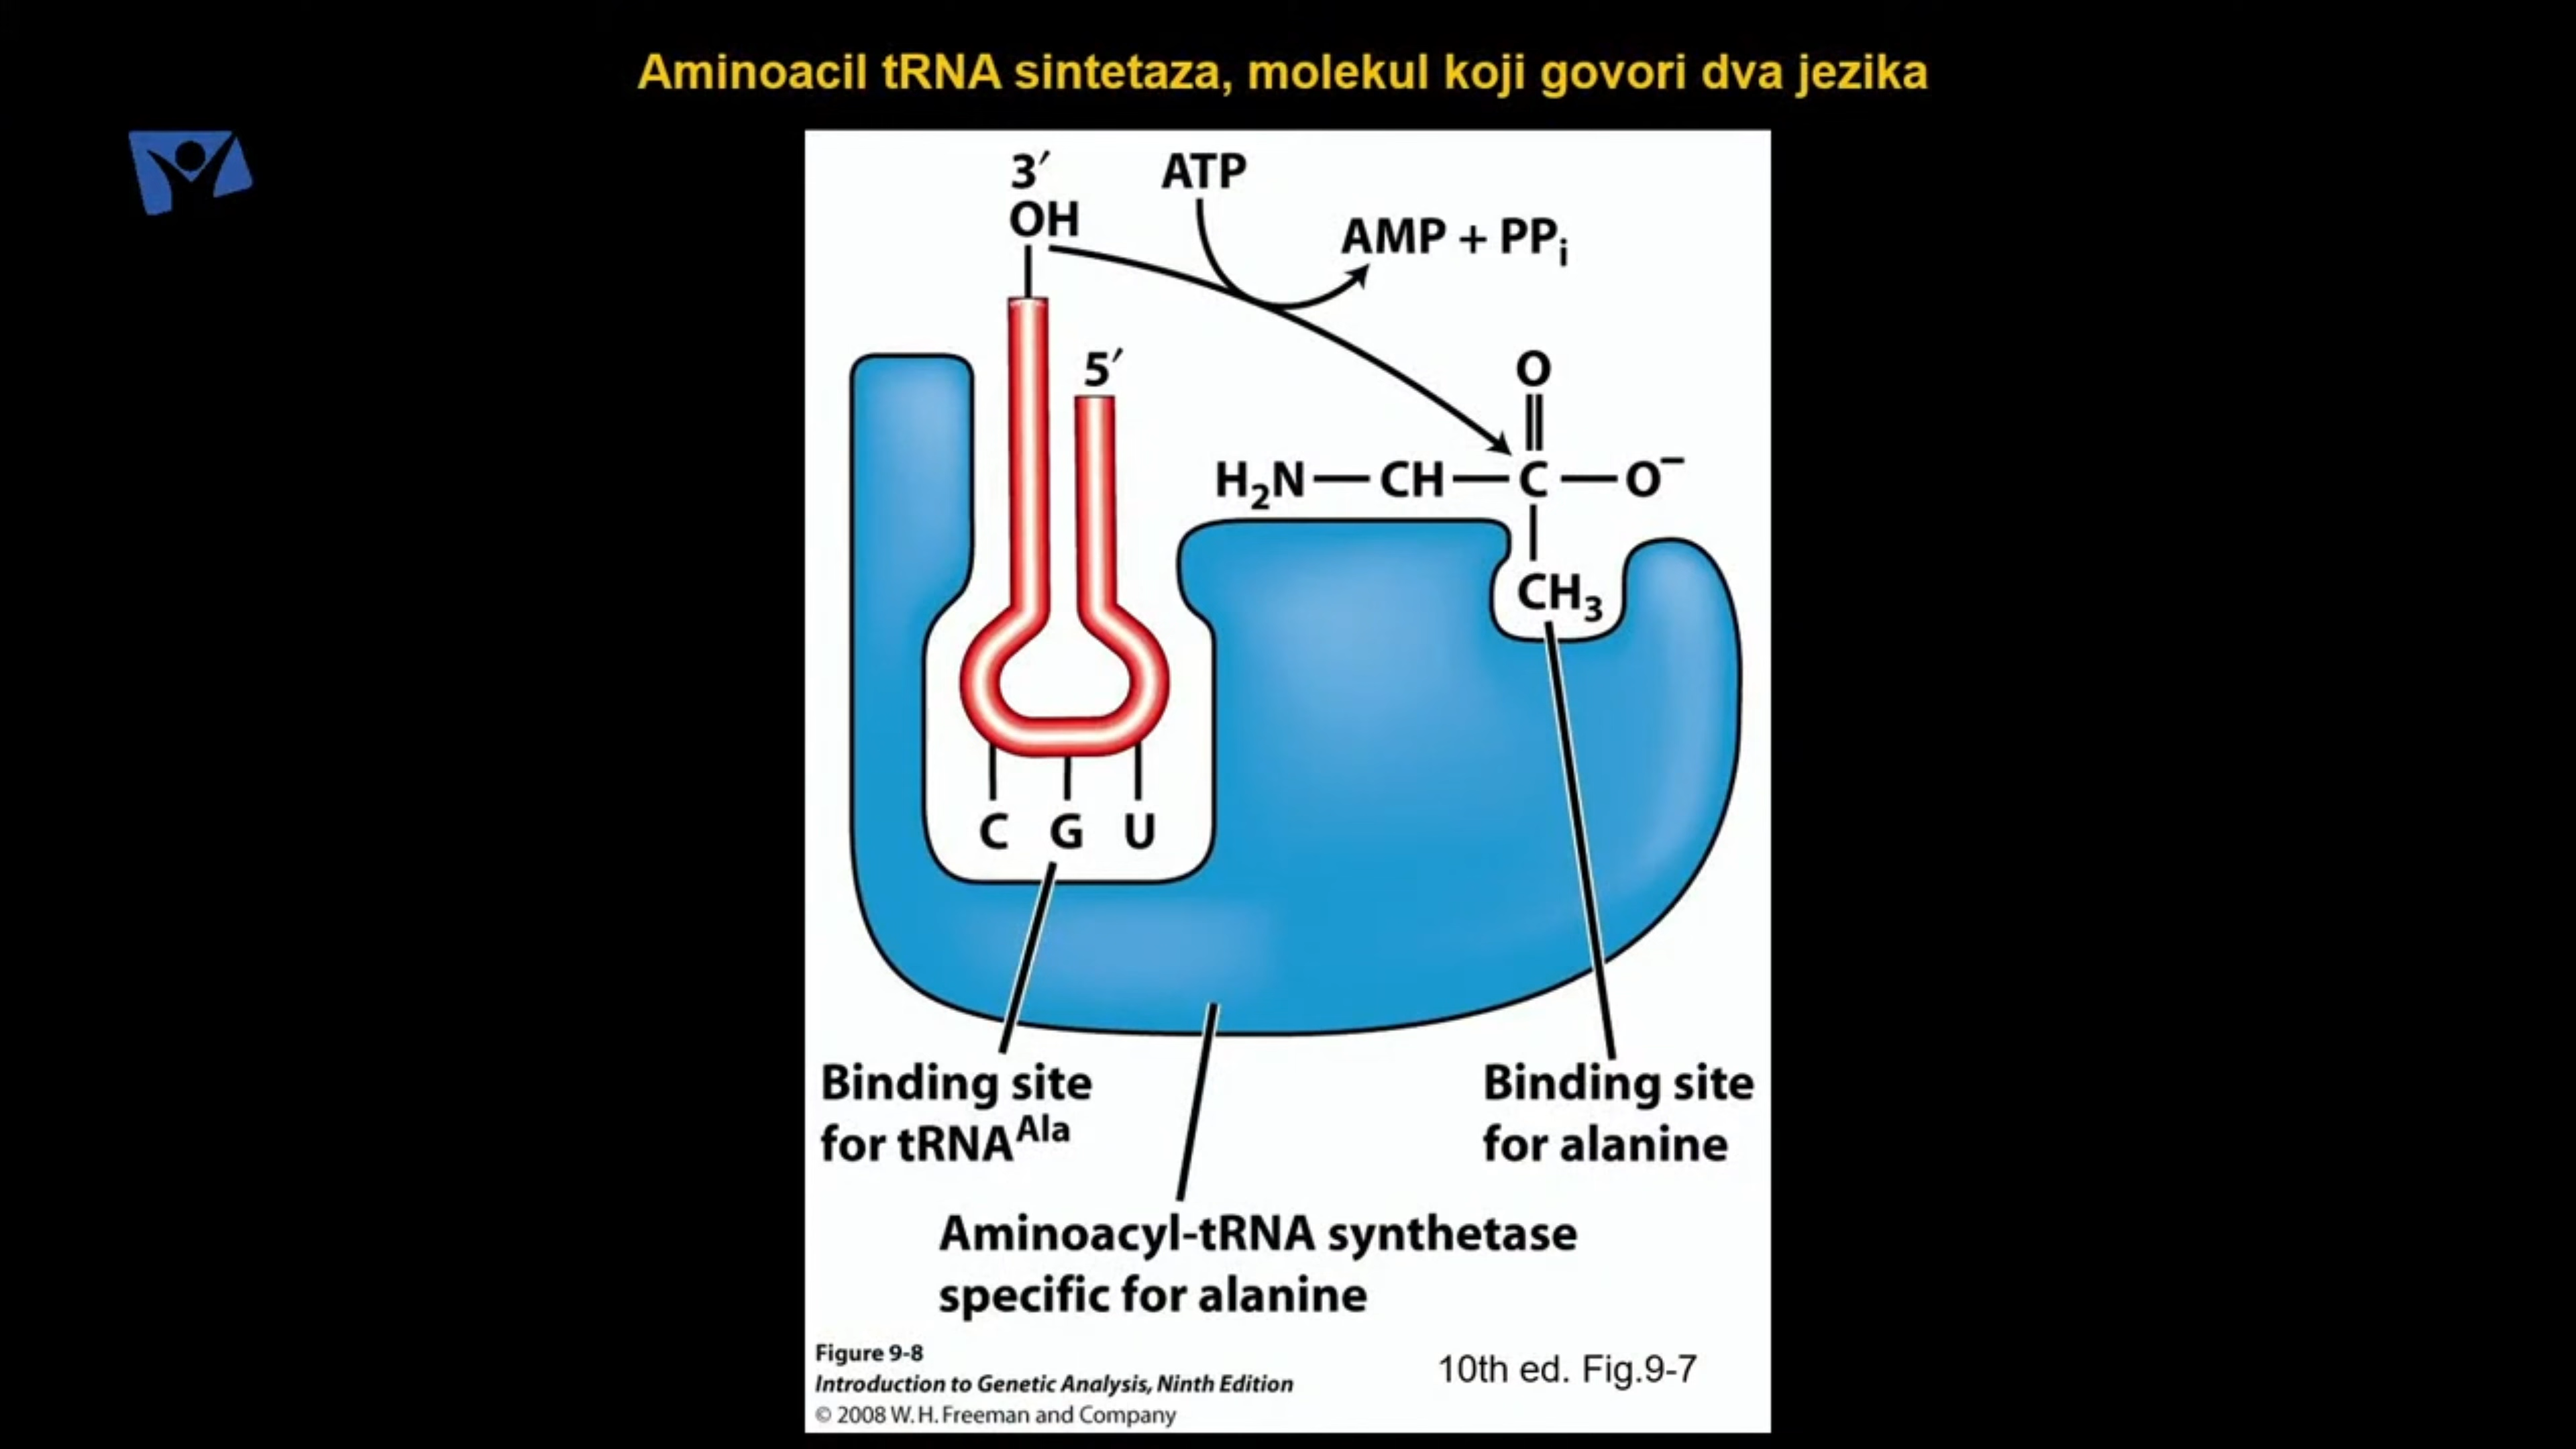 Aminoacil tRNA sintetaza, molekul koji govori dva jezika
3′
OH
ATP
AMP + PPi
5′
O
H2N — CH — C — O−
CH3
C G U
Binding site
for tRNAAla
Binding site
for alanine
Aminoacyl-tRNA synthetase
specific for alanine
Figure 9-8
Introduction to Genetic Analysis, Ninth Edition
© 2008 W. H. Freeman and Company
10th ed. Fig.9-7